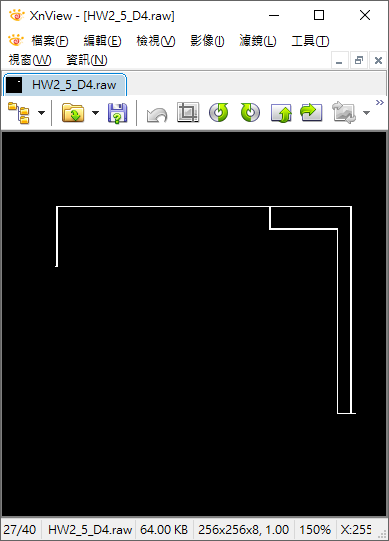 XnView - [HW2_5_D4.raw]
檔案(F) 編輯(E) 檢視(V) 影像(I) 濾鏡(L) 工具(T)
視窗(W) 資訊(N)
HW2_5_D4.raw
27/40 HW2_5_D4.raw 64.00 KB 256x256x8, 1.00 150% X:255